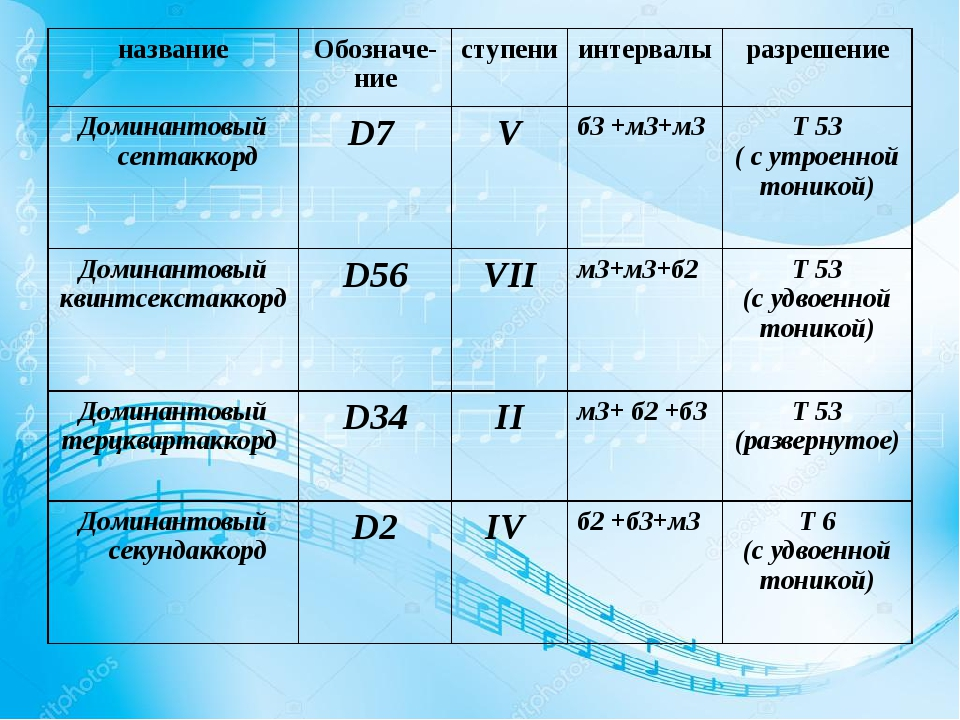 название
Обозначе-
ние
ступени
интервалы
разрешение
Доминантовый
септаккорд
D7
V
б3 +м3+м3
Т 53
( с утроенной
тоникой)
Доминантовый
квинтсекстаккорд
D56
VII
м3+м3+б2
Т 53
(с удвоенной
тоникой)
Доминантовый
терцквартаккорд
D34
II
м3+ б2 +б3
Т 53
(развернутое)
Доминантовый
секундаккорд
D2
IV
б2 +б3+м3
Т 6
(с удвоенной
тоникой)
depositphotos